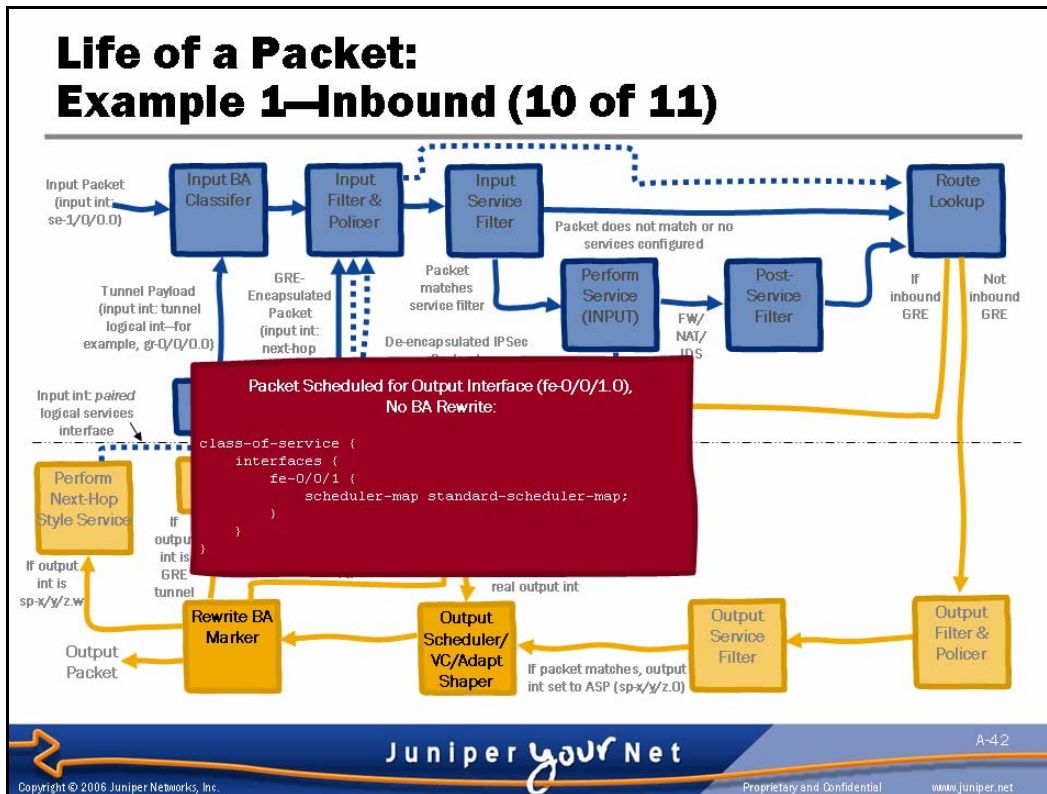 Life of a Packet:
Example 1—Inbound (10 of 11)
Input Packet
(input int:
se-1/0/0.0)
Input BA
Classifer
Input
Filter &
Policer
Input
Service
Filter
Route
Lookup
Packet does not match or no
services configured
Packet
matches
service filter
Perform
Service
(INPUT)
FW/
NAT/
IDS
Post-
Service
Filter
If
inbound
GRE
Not
inbound
GRE
Tunnel Payload
(input int: tunnel
logical int—for
example, gr-0/0/0.0)
GRE-
Encapsulated
Packet
(input int:
next-hop
De-encapsulated IPSec
Input int: paired
logical services
interface
Packet Scheduled for Output Interface (fe-0/0/1.0),
No BA Rewrite:
class-of-service {
interfaces {
fe-0/0/1 {
scheduler-map standard-scheduler-map;
}
}
}
Perform
Next-Hop
Style Service
If
output
int is
GRE
tunnel
If output
int is
sp-x/y/z.w
real output int
Rewrite BA
Marker
Output
Packet
Output
Scheduler/
VC/Adapt
Shaper
If packet matches, output
int set to ASP (sp-x/y/z.0)
Output
Service
Filter
Output
Filter &
Policer
Juniper your Net
A-42
Copyright © 2006 Juniper Networks, Inc.
Proprietary and Confidential
www.juniper.net